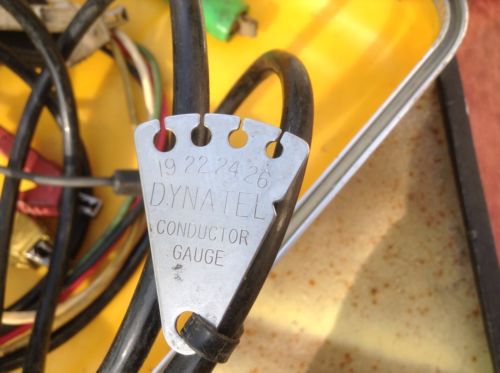 19 22 24 26
DYNATEL
CONDUCTOR
GAUGE